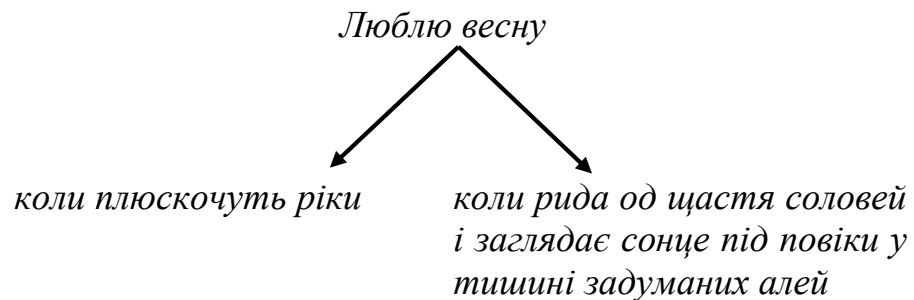 Люблю весну
коли плюскочуть ріки
коли рида од щастя соловей
і заглядає сонце під повіки у
тишині задуманих алей